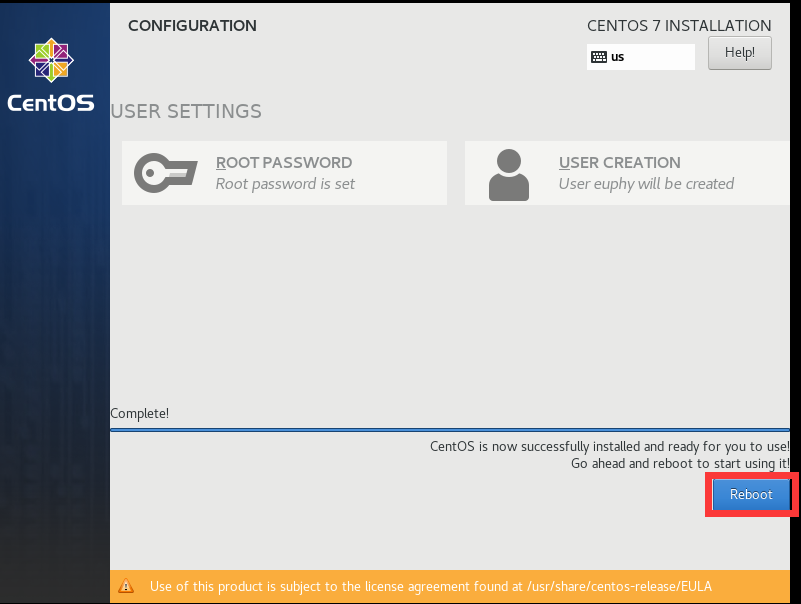 CONFIGURATION
CENTOS 7 INSTALLATION
us
Help!
CentOS
USER SETTINGS
ROOT PASSWORD
Root password is set
USER CREATION
User euphy will be created
Complete!
CentOS is now successfully installed and ready for you to use!
Go ahead and reboot to start using it!
Reboot
Use of this product is subject to the license agreement found at /usr/share/centos-release/EULA